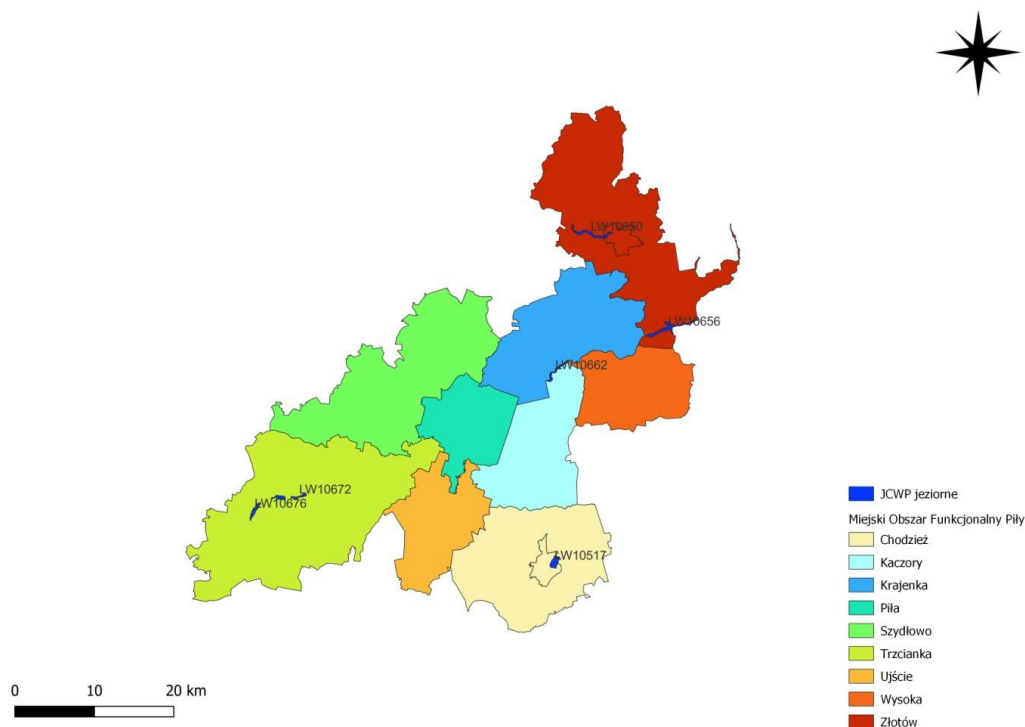 LW10650
LW10656
LW10662
LW10672
LW10676
LW10517
JCWP jeziorne
Miejski Obszar Funkcjonalny Piły
Chodzież
Kaczory
Krajenka
Piła
Szydłowo
Trzcianka
Ujście
Wysoka
Złotów
0 10 20 km